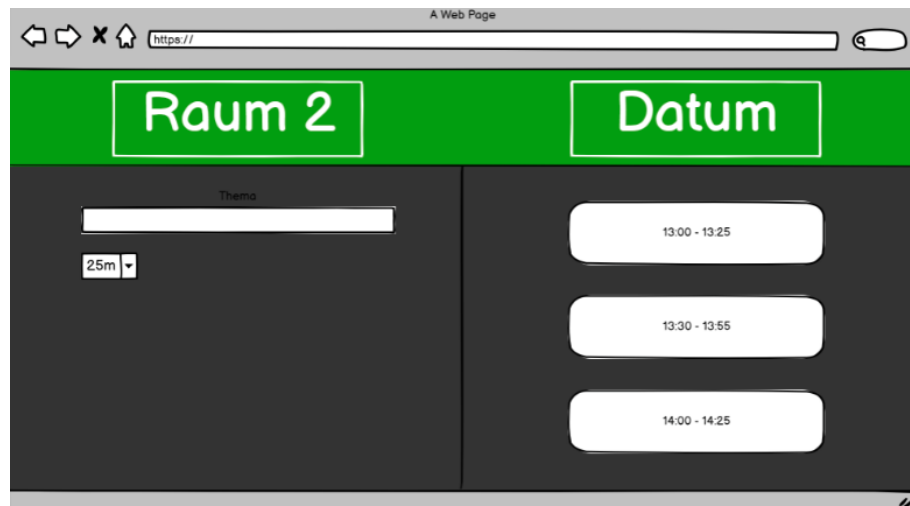 A Web Page
https://
Raum 2
Datum
Thema
25m
13:00 - 13:25
13:30 - 13:55
14:00 - 14:25